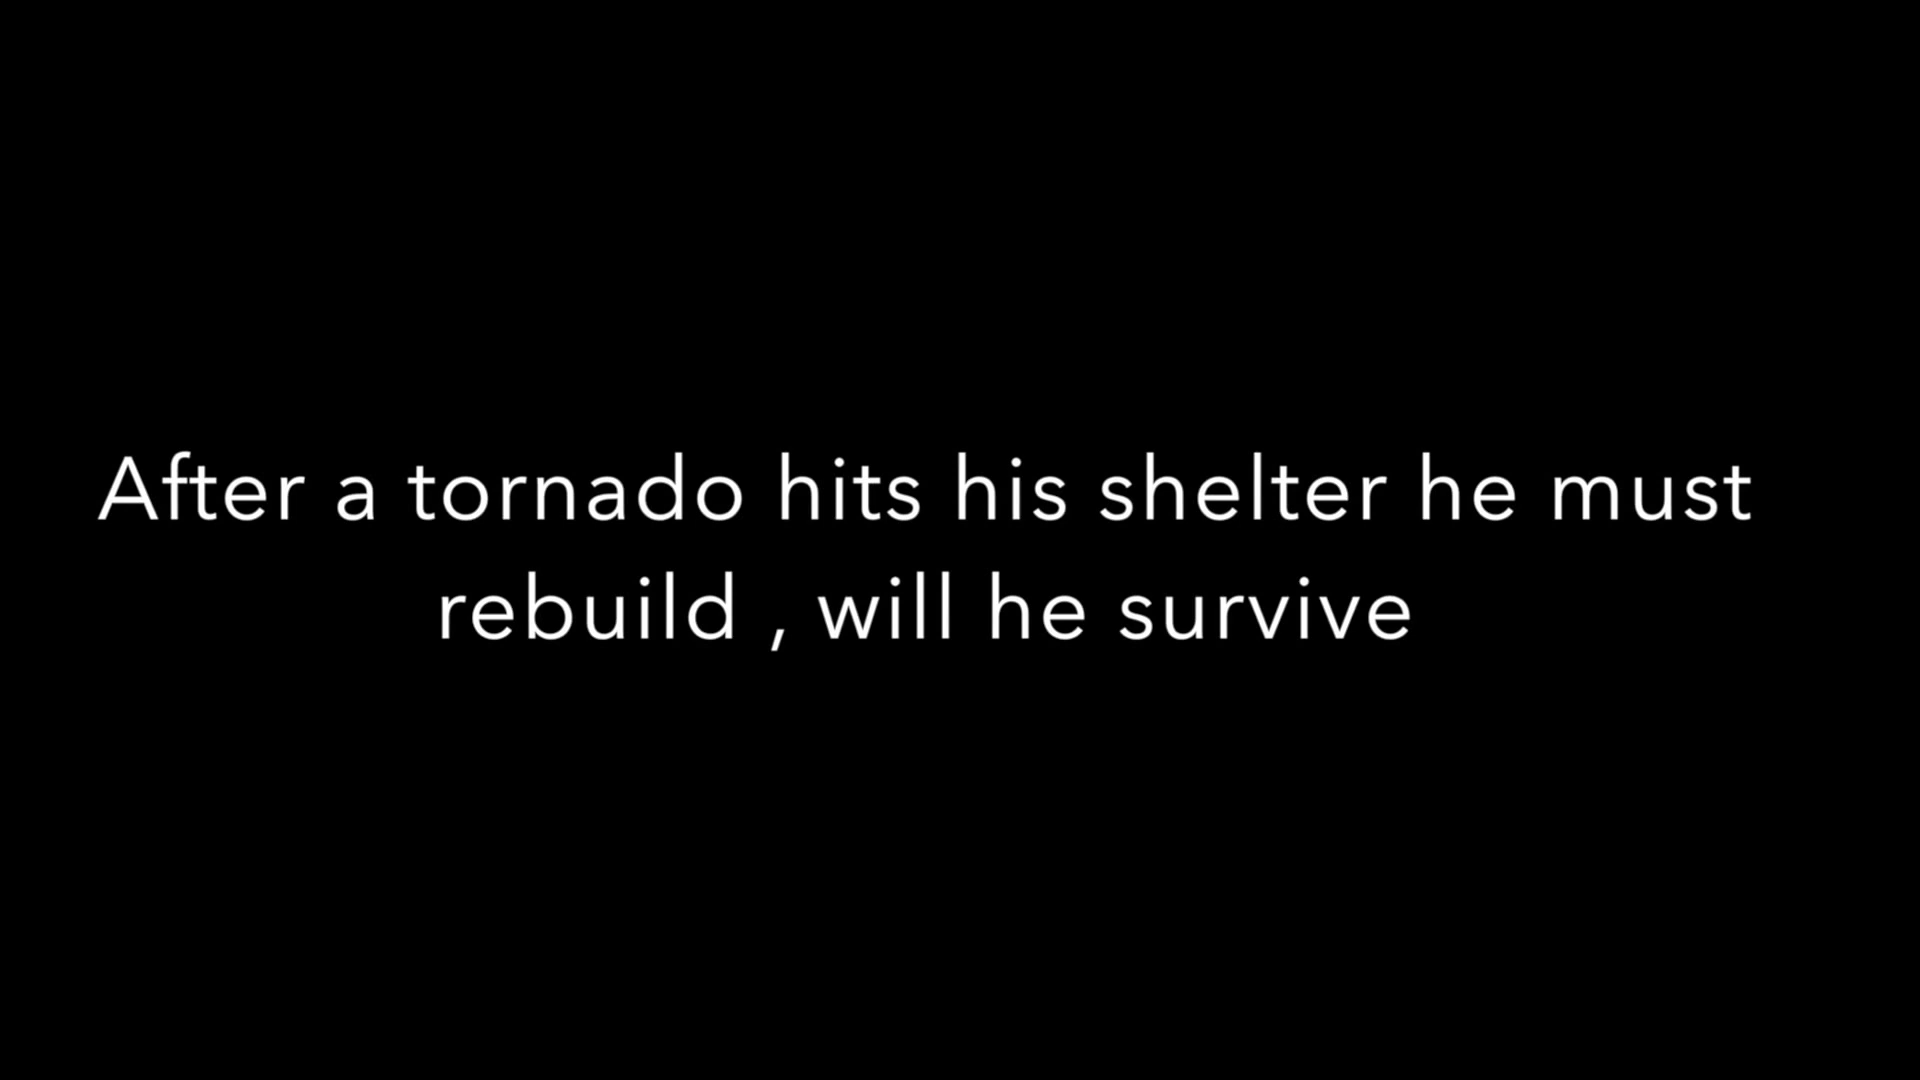 After a tornado hits his shelter he must
rebuild , will he survive